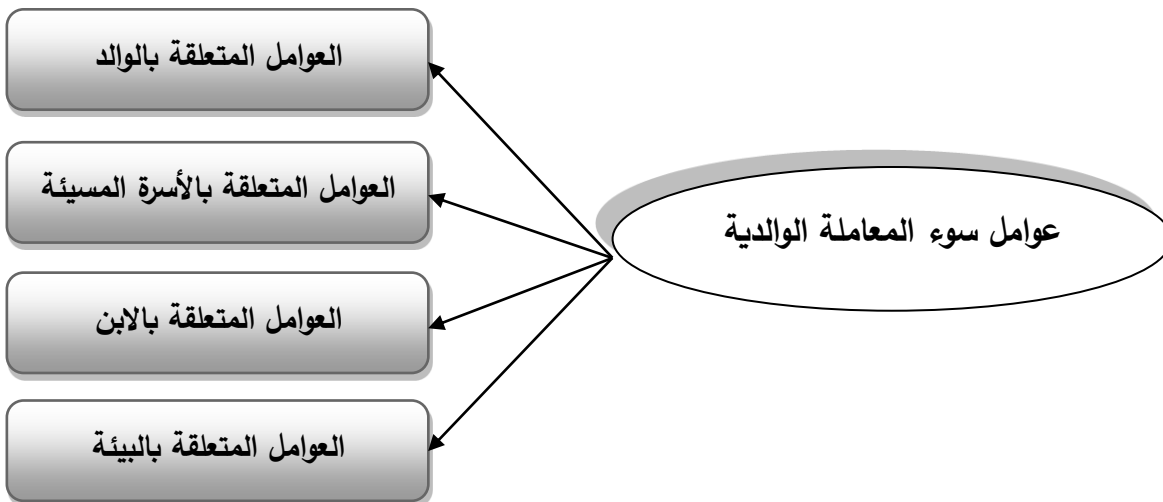 عوامل سوء المعاملة الوالدية
العوامل المتعلقة بالوالد
العوامل المتعلقة بالأسرة المسيئة
العوامل المتعلقة بالابن
العوامل المتعلقة بالبيئة